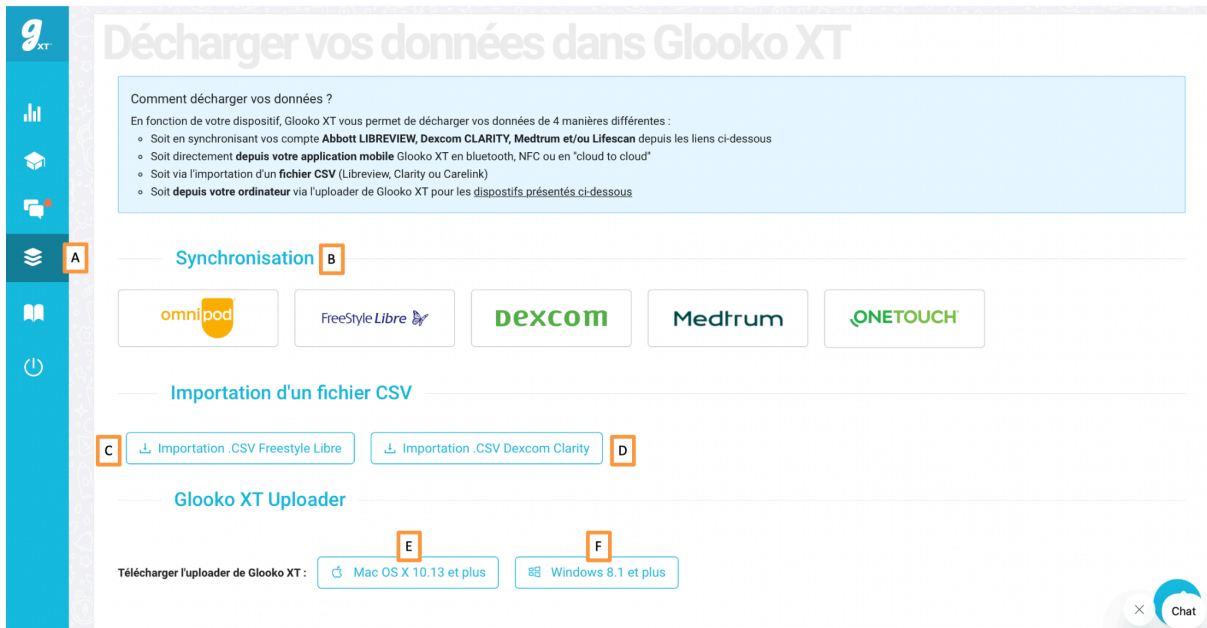 g XT
Décharger vos données dans Glooko XT
Comment décharger vos données ?
En fonction de votre dispositif, Glooko XT vous permet de décharger vos données de 4 manières différentes :
Soit en synchronisant vos compte Abbott LIBREVIEW, Dexcom CLARITY, Medtrum et/ou Lifescan depuis les liens ci-dessous
Soit directement depuis votre application mobile Glooko XT en bluetooth, NFC ou en "cloud to cloud"
Soit via l'importation d'un fichier CSV (Libreview, Clarity ou Carelink)
Soit depuis votre ordinateur via l'uploader de Glooko XT pour les dispositifs présentés ci-dessous
A
Synchronisation B
omnipod FreeStyle Libre Dexcom Medtrum ONETOUCH
Importation d'un fichier CSV
C Importation .CSV Freestyle Libre Importation .CSV Dexcom Clarity D
Glooko XT Uploader
E F
Télécharger l'uploader de Glooko XT : Mac OS X 10.13 et plus Windows 8.1 et plus
Chat